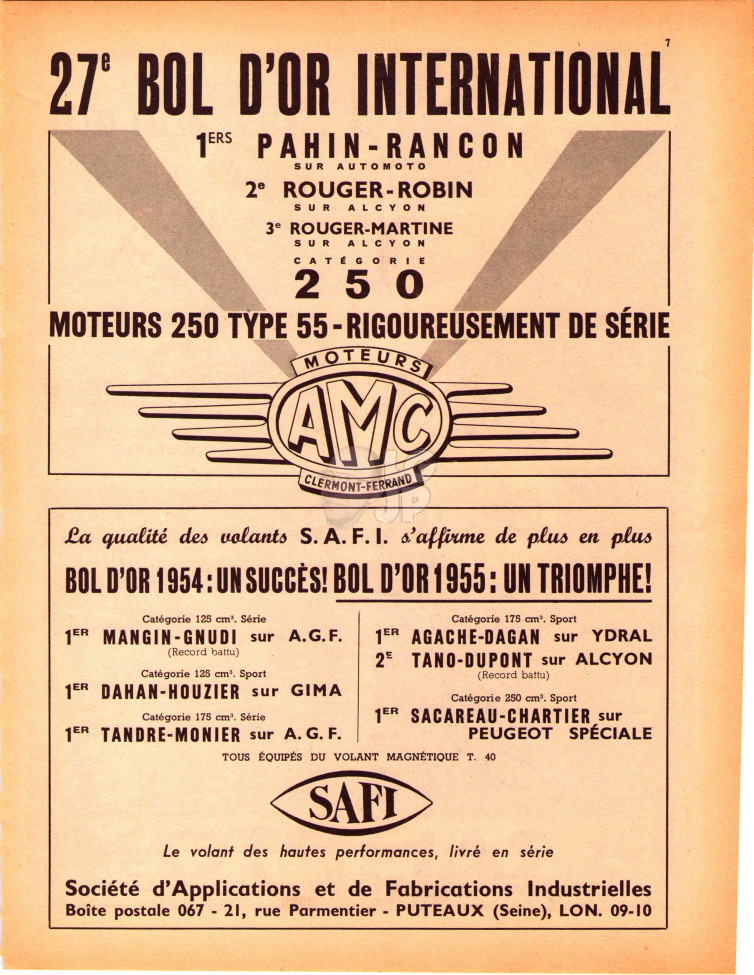 7
27e BOL D'OR INTERNATIONAL
1ERS PAHIN-RANCON
SUR AUTOMOTO
2e ROUGER-ROBIN
SUR ALCYON
3e ROUGER-MARTINE
SUR ALCYON
CATÉGORIE
250
MOTEURS 250 TYPE 55-RIGOUREUSEMENT DE SÉRIE
MOTEURS
AMC
CLERMONT-FERRAND
La qualité des volants S.A.F.I. s'affirme de plus en plus
BOL D'OR 1954 : UN SUCCÈS! BOL D'OR 1955 : UN TRIOMPHE!
Catégorie 125 cm³. Série
1ER MANGIN-GNUDI sur A.G.F.
(Record battu)
Catégorie 125 cm³. Sport
1ER DAHAN-HOUZIER sur GIMA
Catégorie 175 cm³. Série
1ER TANDRE-MONIER sur A.G.F.
Catégorie 175 cm³. Sport
1ER AGACHE-DAGAN sur YDRAL
2E TANO-DUPONT sur ALCYON
(Record battu)
Catégorie 250 cm³. Sport
1ER SACAREAU-CHARTIER sur
PEUGEOT SPÉCIALE
TOUS ÉQUIPÉS DU VOLANT MAGNÉTIQUE T. 40
SAFI
Le volant des hautes performances, livré en série
Société d'Applications et de Fabrications Industrielles
Boîte postale 067 - 21, rue Parmentier - PUTEAUX (Seine), LON. 09-10